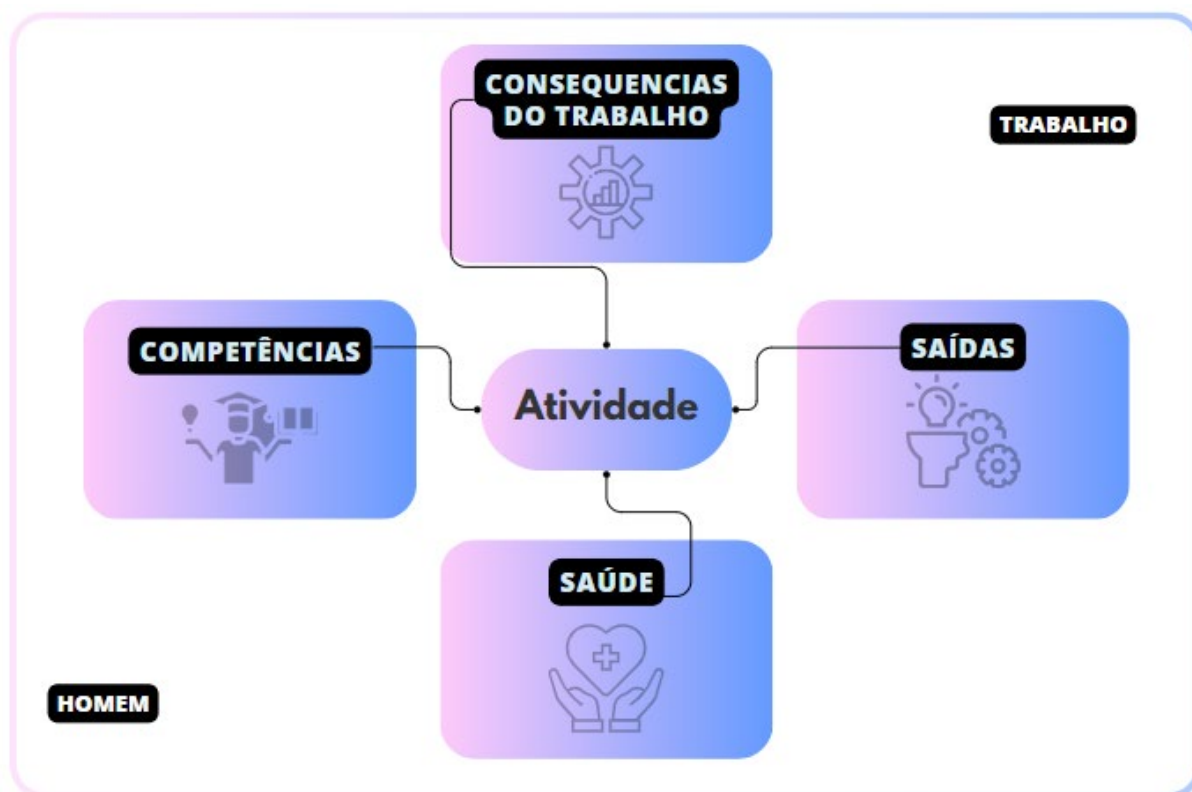 CONSEQUENCIAS
DO TRABALHO
TRABALHO
COMPETÊNCIAS
SAÍDAS
Atividade
SAÚDE
HOMEM